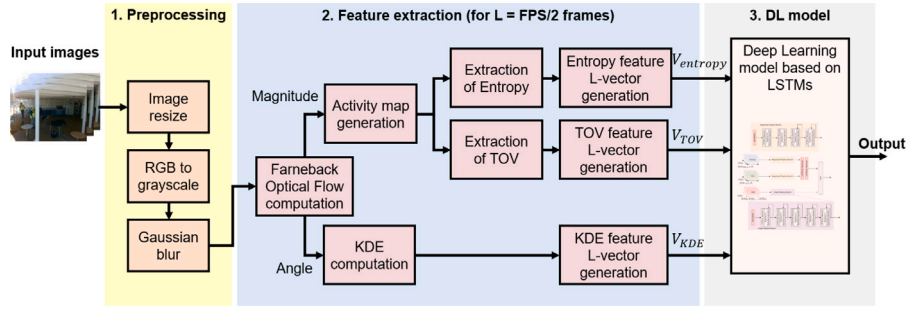 1. Preprocessing
2. Feature extraction (for L = FPS/2 frames)
3. DL model
Input images
Image
resize
RGB to
grayscale
Gaussian
blur
Magnitude
Farneback
Optical Flow
computation
Angle
Activity map
generation
KDE
computation
Extraction
of Entropy
Extraction
of TOV
Entropy feature
L-vector
generation
TOV feature
L-vector
generation
KDE feature
L-vector
generation
V_entropy
V_TOV
V_KDE
Deep Learning
model based on
LSTMs
Output